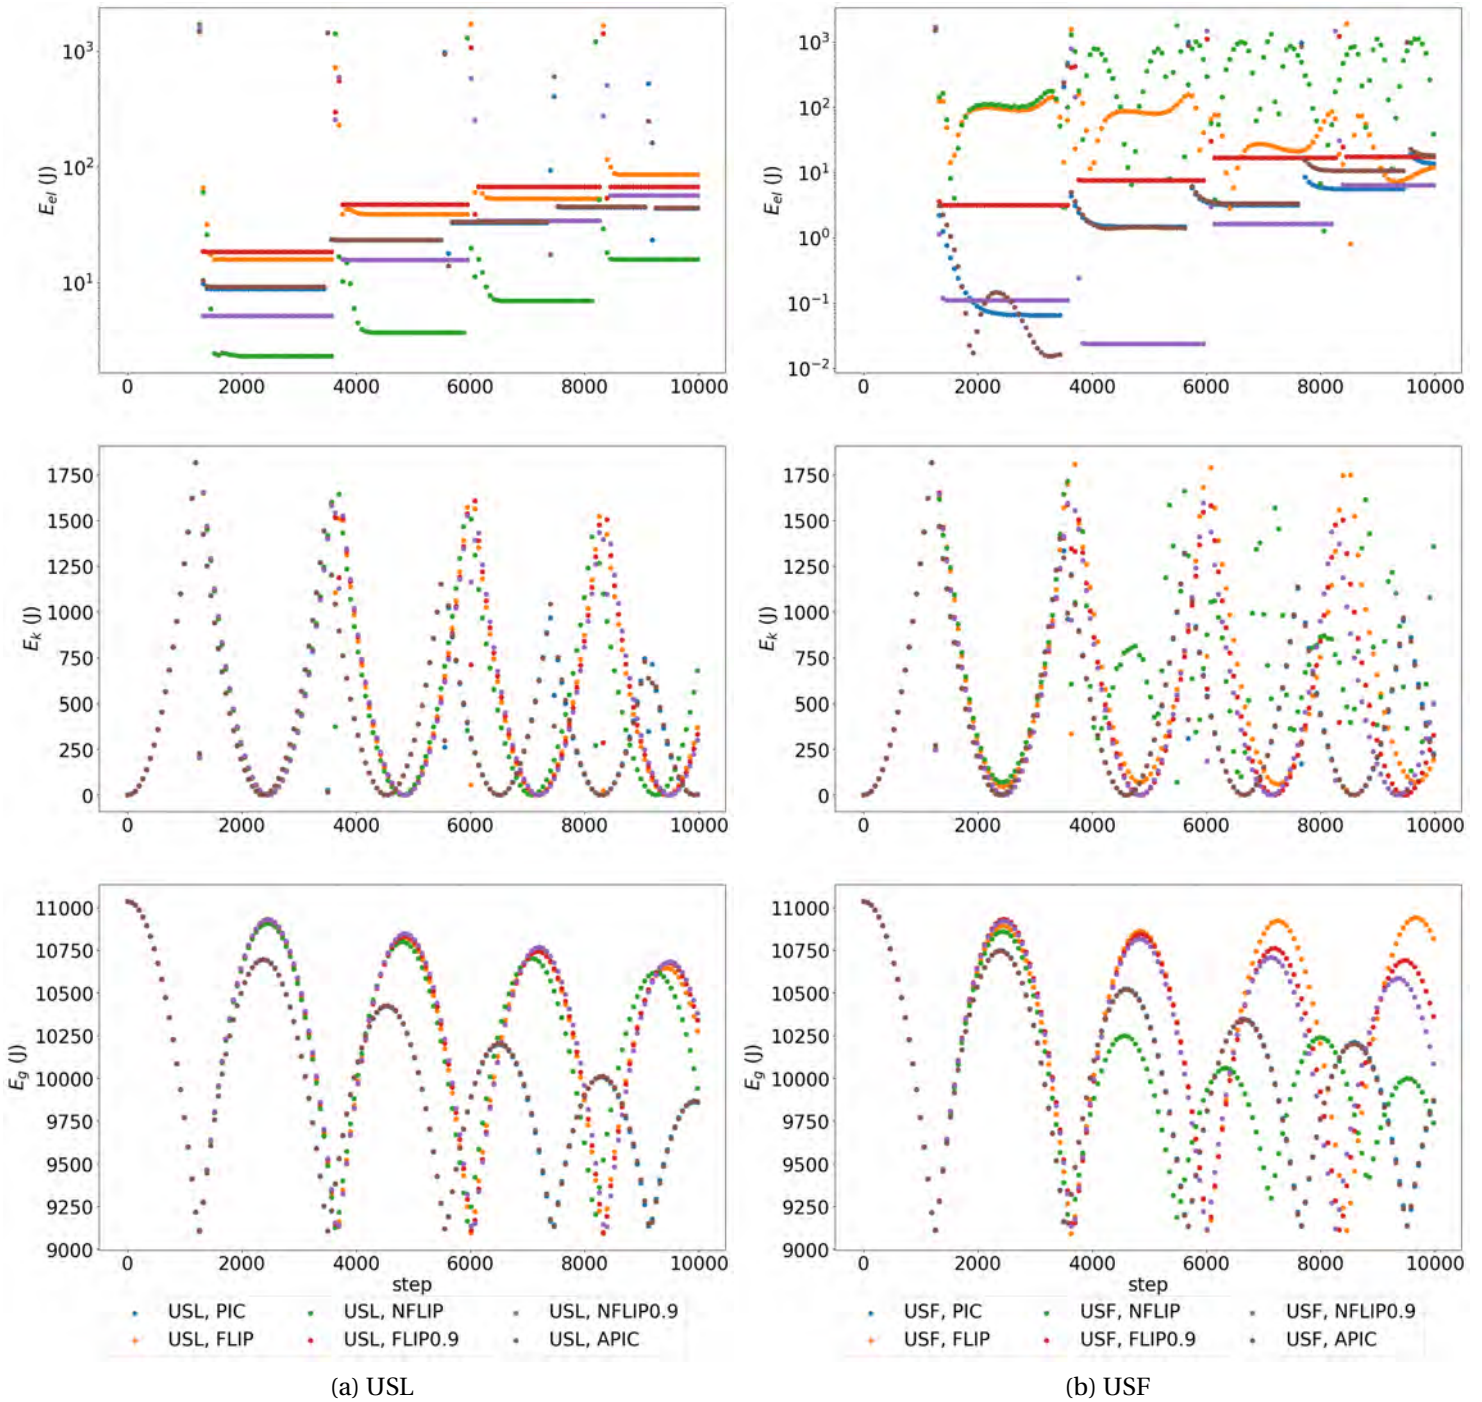 10³
10²
10¹
E_el (J)
0 2000 4000 6000 8000 10000
10³
10²
10¹
10⁰
10⁻¹
10⁻²
E_el (J)
0 2000 4000 6000 8000 10000
1750
1500
1250
1000
750
500
250
0
E_k (J)
0 2000 4000 6000 8000 10000
1750
1500
1250
1000
750
500
250
0
E_k (J)
0 2000 4000 6000 8000 10000
11000
10750
10500
10250
10000
9750
9500
9250
9000
E_g (J)
0 2000 4000 6000 8000 10000
step
11000
10750
10500
10250
10000
9750
9500
9250
9000
E_g (J)
0 2000 4000 6000 8000 10000
step
USL, PIC USL, NFLIP USL, NFLIP0.9
USL, FLIP USL, FLIP0.9 USL, APIC
USF, PIC USF, NFLIP USF, NFLIP0.9
USF, FLIP USF, FLIP0.9 USF, APIC
(a) USL
(b) USF